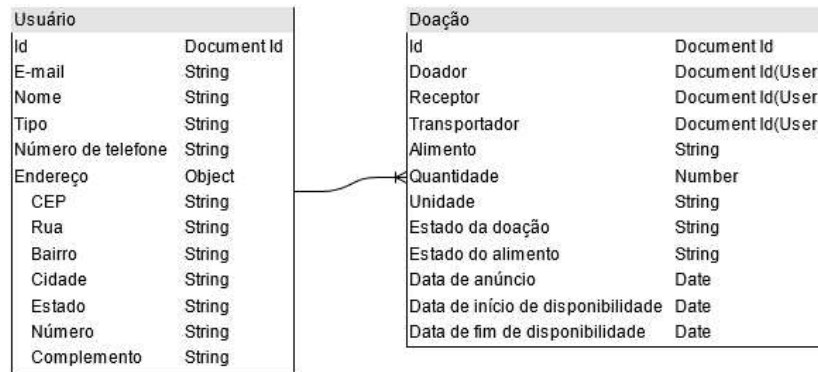 Usuário
Id Document Id
E-mail String
Nome String
Tipo String
Número de telefone String
Endereço Object
CEP String
Rua String
Bairro String
Cidade String
Estado String
Número String
Complemento String
Doação
Id Document Id
Doador Document Id(User
Receptor Document Id(User
Transportador Document Id(User
Alimento String
Quantidade Number
Unidade String
Estado da doação String
Estado do alimento String
Data de anúncio Date
Data de início de disponibilidade Date
Data de fim de disponibilidade Date